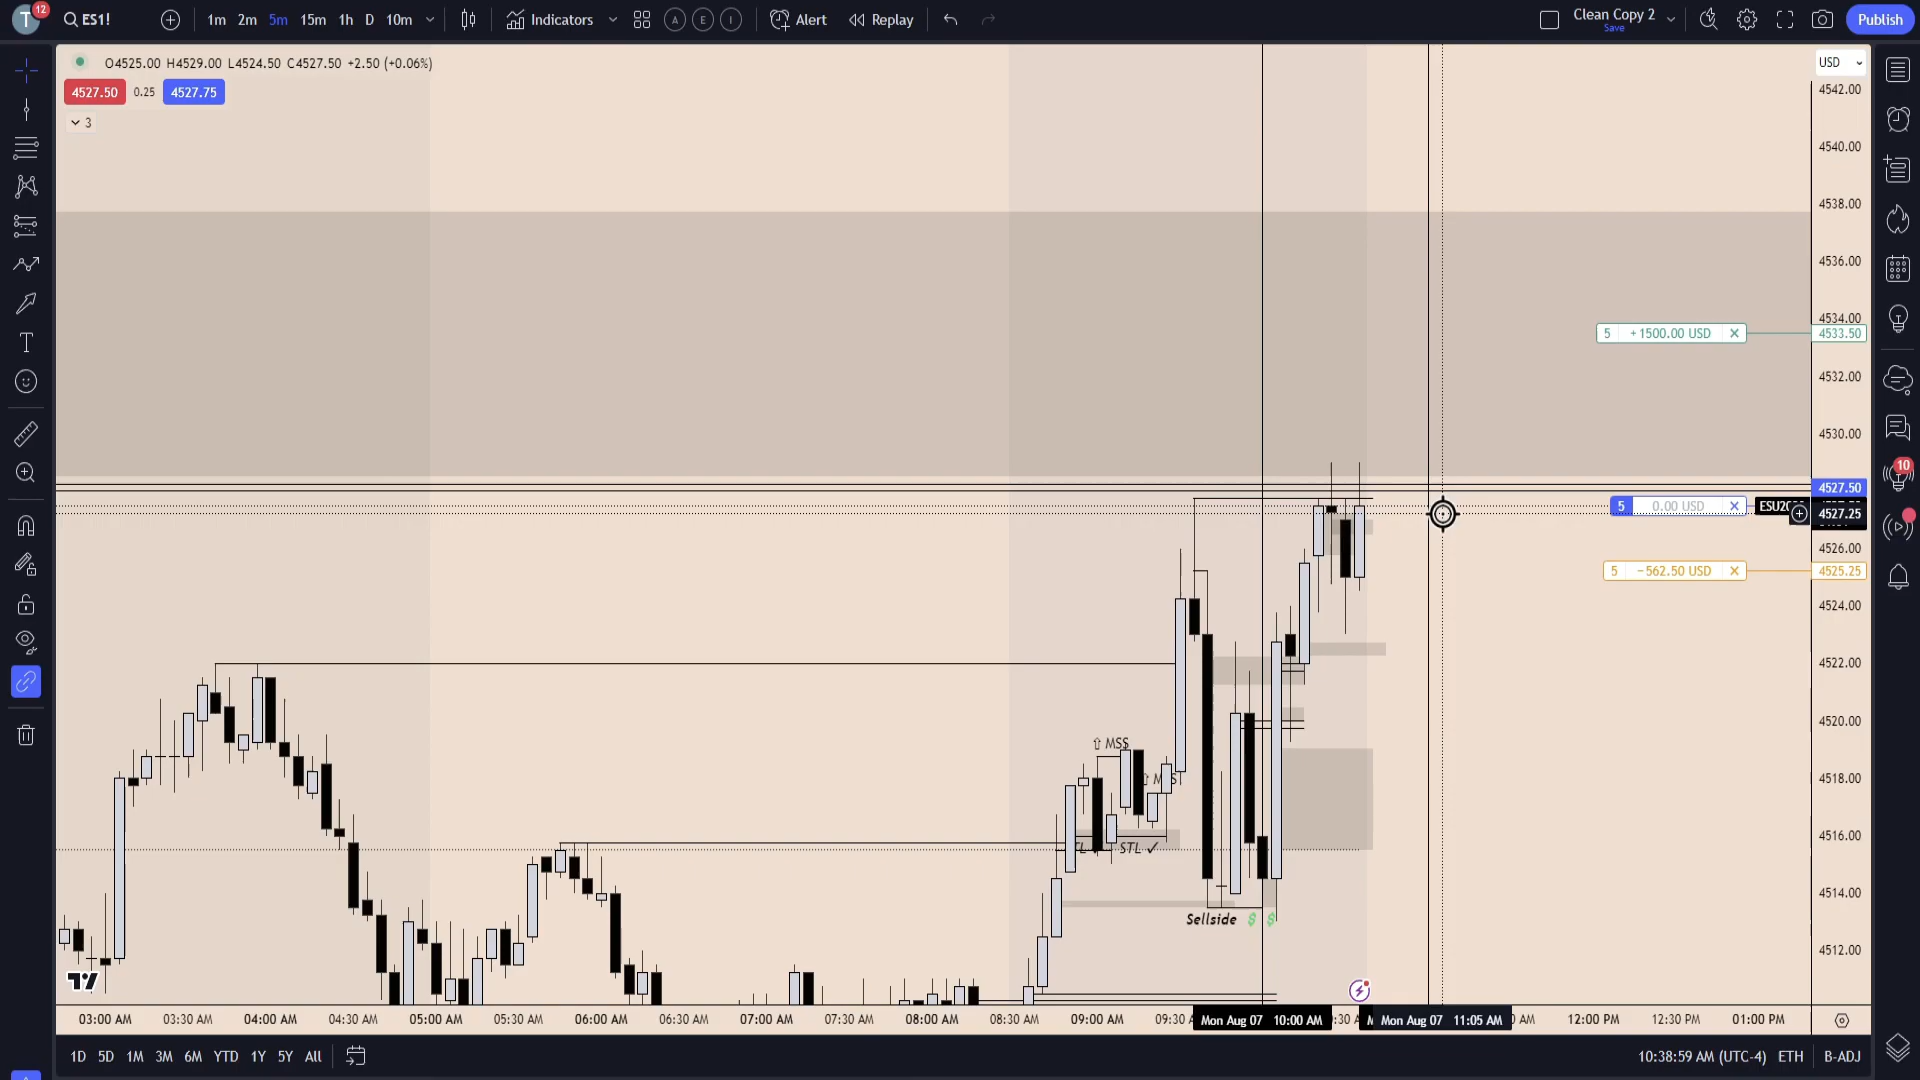 T 12 ES1! 1m 2m 5m 15m 1h D 10m Indicators A E I Alert Replay Clean Copy 2 Publish
Save
O4525.00 H4529.00 L4524.50 C4527.50 +2.50 (+0.06%)
USD
4527.50 0.25 4527.75
3
4542.00
4540.00
4538.00
4536.00
4534.00
5 +1500.00 USD 4533.50
4532.00
4530.00
10
4527.50
5 0.00 USD
4527.25
4526.00
5 −562.50 USD 4525.25
4524.00
4522.00
4520.00
⇧ MSS
4518.00
4516.00
STL ✓
4514.00
Sellside $ $
4512.00
03:00 AM 03:30 AM 04:00 AM 04:30 AM 05:00 AM 05:30 AM 06:00 AM 06:30 AM 07:00 AM 07:30 AM 08:00 AM 08:30 AM 09:00 AM 09:30 Mon Aug 07 10:00 AM Mon Aug 07 11:05 AM AM 12:00 PM 12:30 PM 01:00 PM
1D 5D 1M 3M 6M YTD 1Y 5Y All 10:38:59 AM (UTC-4) ETH B-ADJ